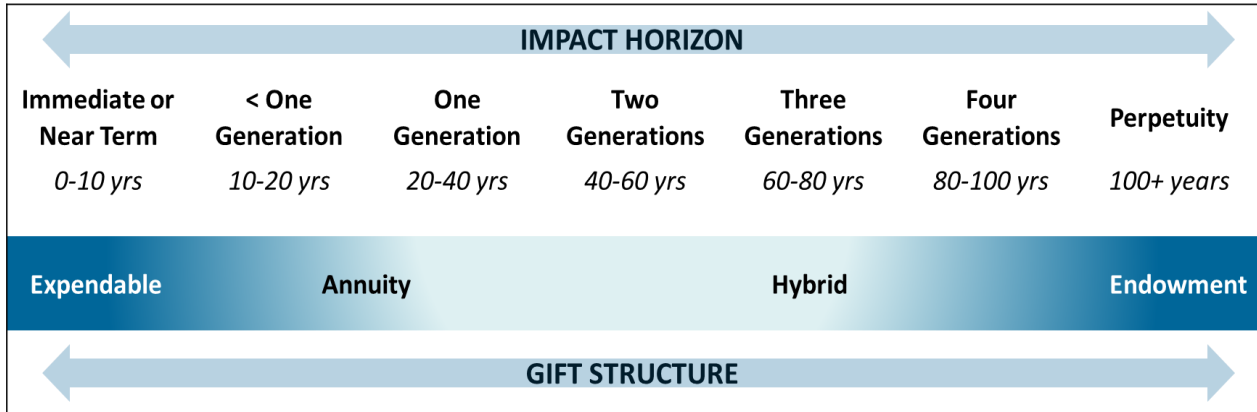 IMPACT HORIZON
Immediate or < One One Two Three Four Perpetuity
Near Term Generation Generation Generations Generations Generations
0-10 yrs 10-20 yrs 20-40 yrs 40-60 yrs 60-80 yrs 80-100 yrs 100+ years
Expendable Annuity Hybrid Endowment
GIFT STRUCTURE